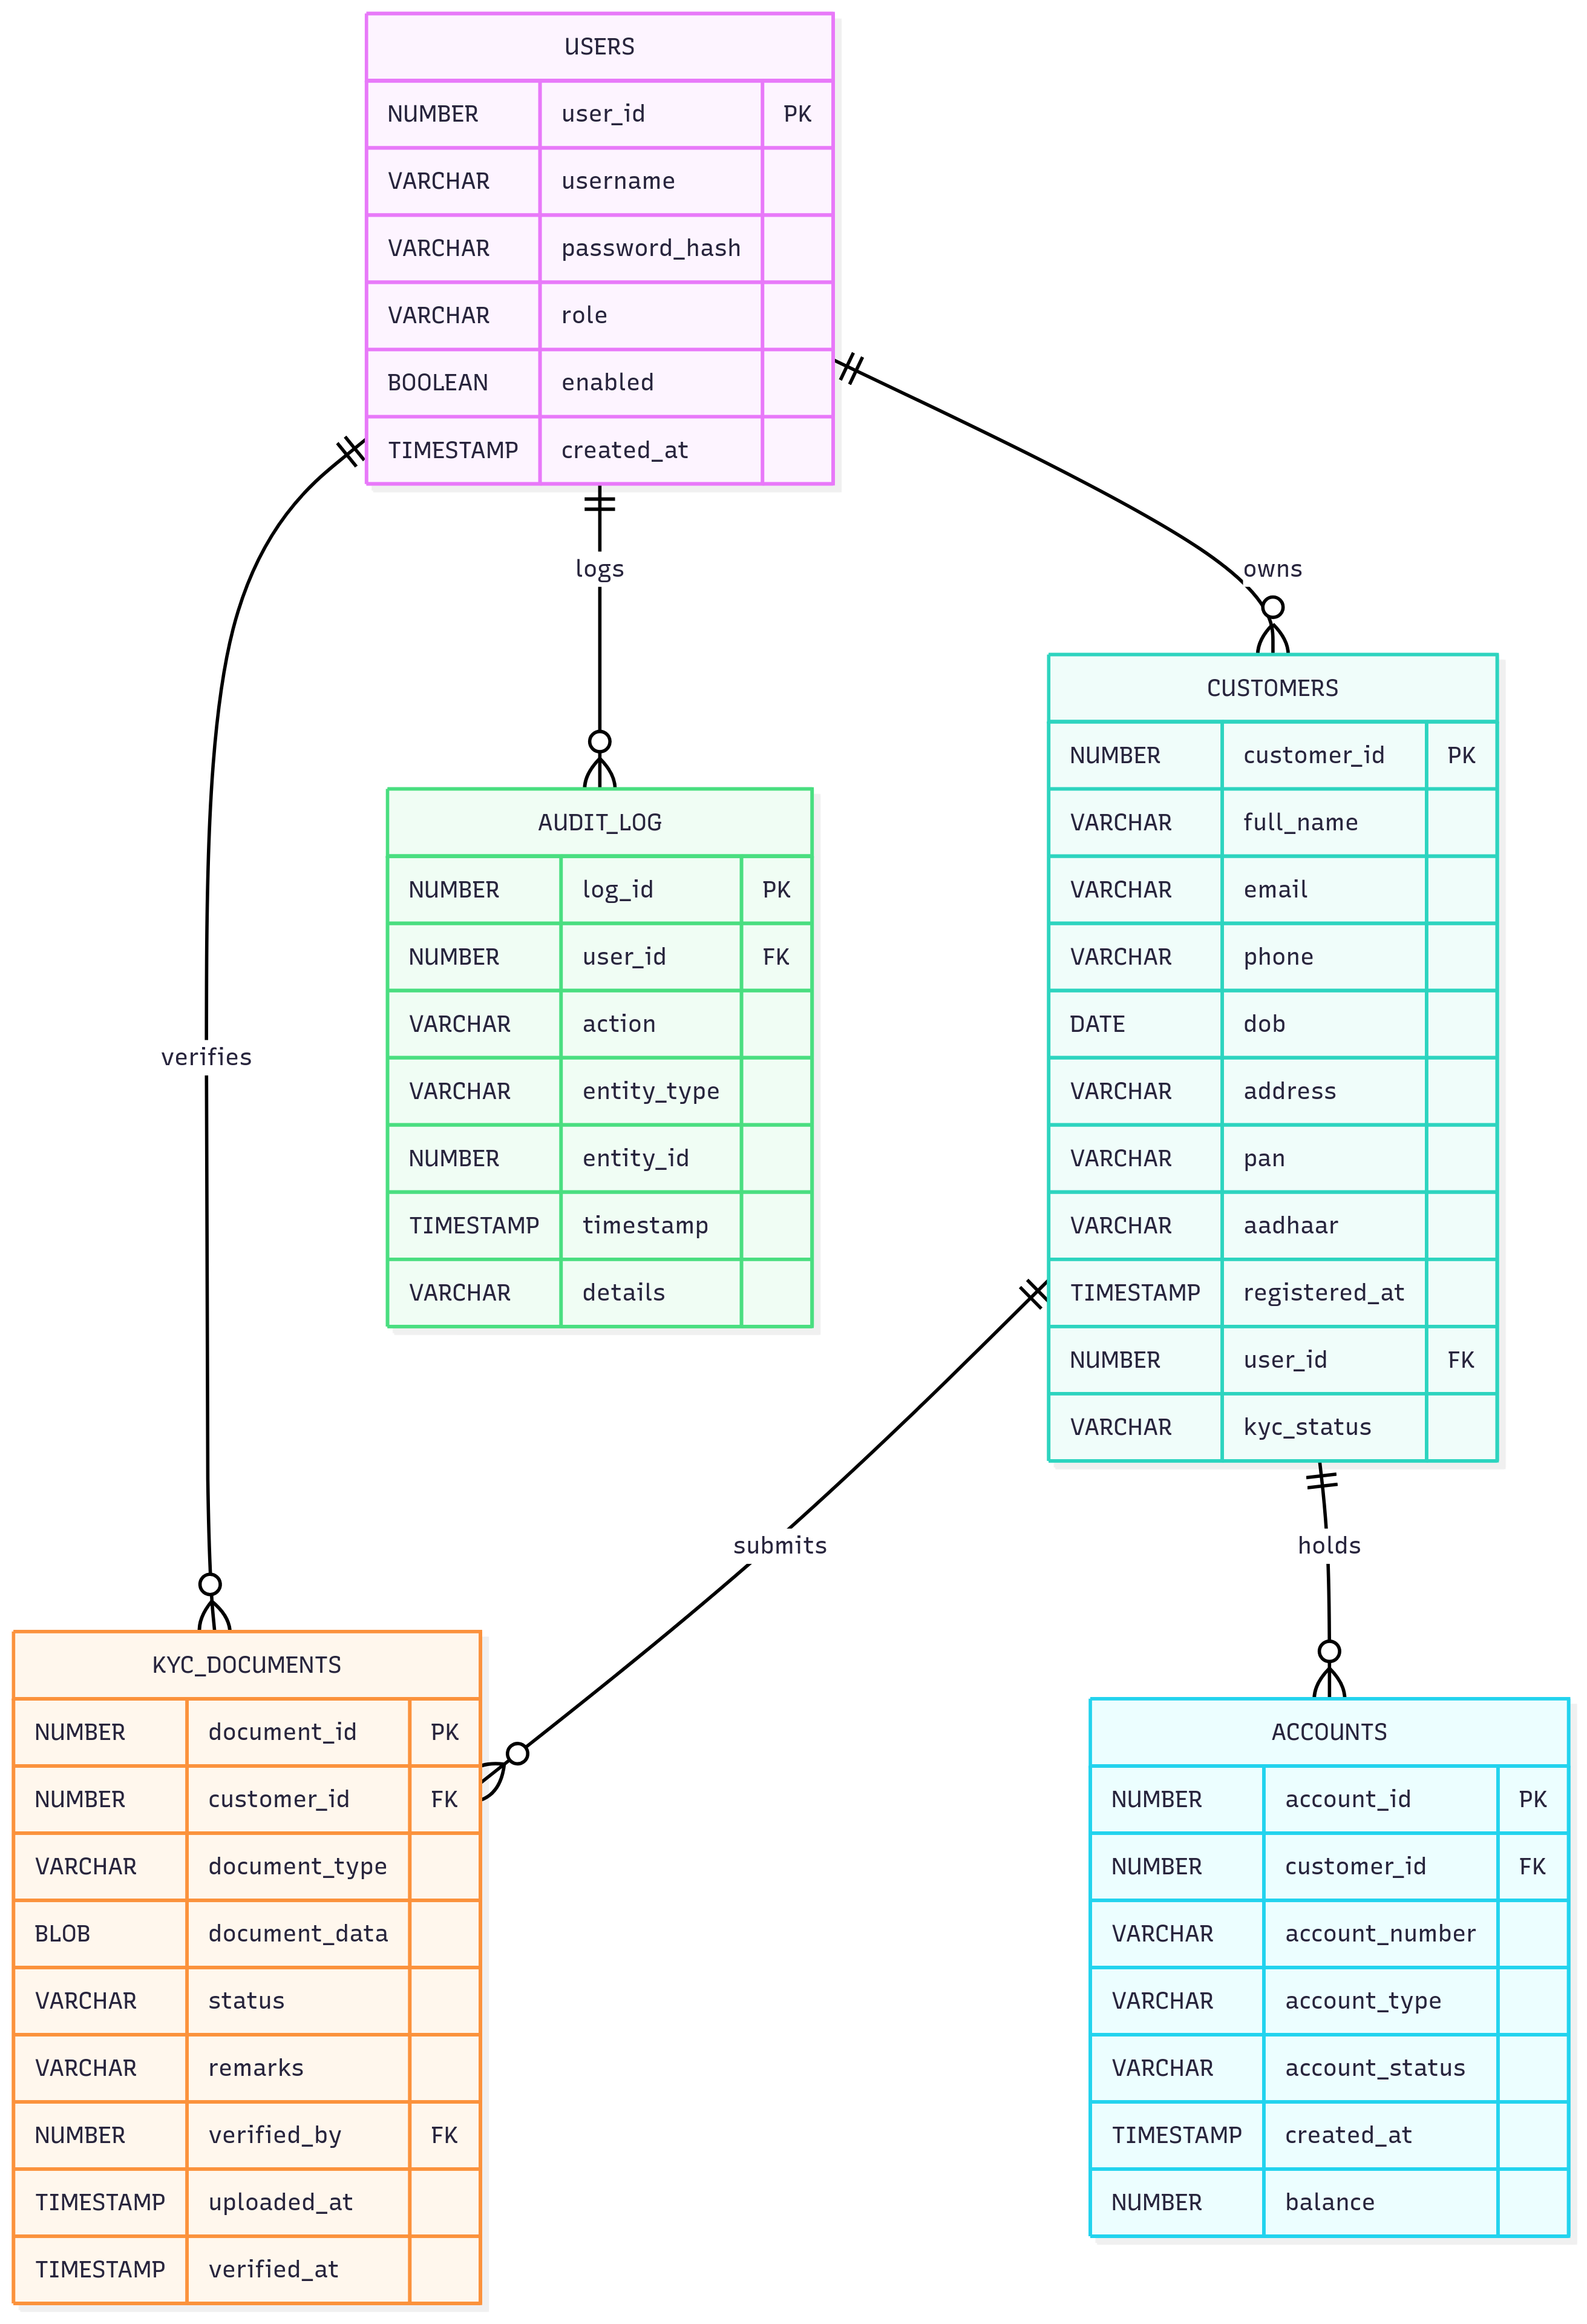 USERS
NUMBER user_id PK
VARCHAR username
VARCHAR password_hash
VARCHAR role
BOOLEAN enabled
TIMESTAMP created_at
logs
owns
CUSTOMERS
NUMBER customer_id PK
VARCHAR full_name
VARCHAR email
VARCHAR phone
DATE dob
VARCHAR address
VARCHAR pan
VARCHAR aadhaar
TIMESTAMP registered_at
NUMBER user_id FK
VARCHAR kyc_status
AUDIT_LOG
NUMBER log_id PK
NUMBER user_id FK
VARCHAR action
VARCHAR entity_type
NUMBER entity_id
TIMESTAMP timestamp
VARCHAR details
verifies
submits
holds
KYC_DOCUMENTS
NUMBER document_id PK
NUMBER customer_id FK
VARCHAR document_type
BLOB document_data
VARCHAR status
VARCHAR remarks
NUMBER verified_by FK
TIMESTAMP uploaded_at
TIMESTAMP verified_at
ACCOUNTS
NUMBER account_id PK
NUMBER customer_id FK
VARCHAR account_number
VARCHAR account_type
VARCHAR account_status
TIMESTAMP created_at
NUMBER balance